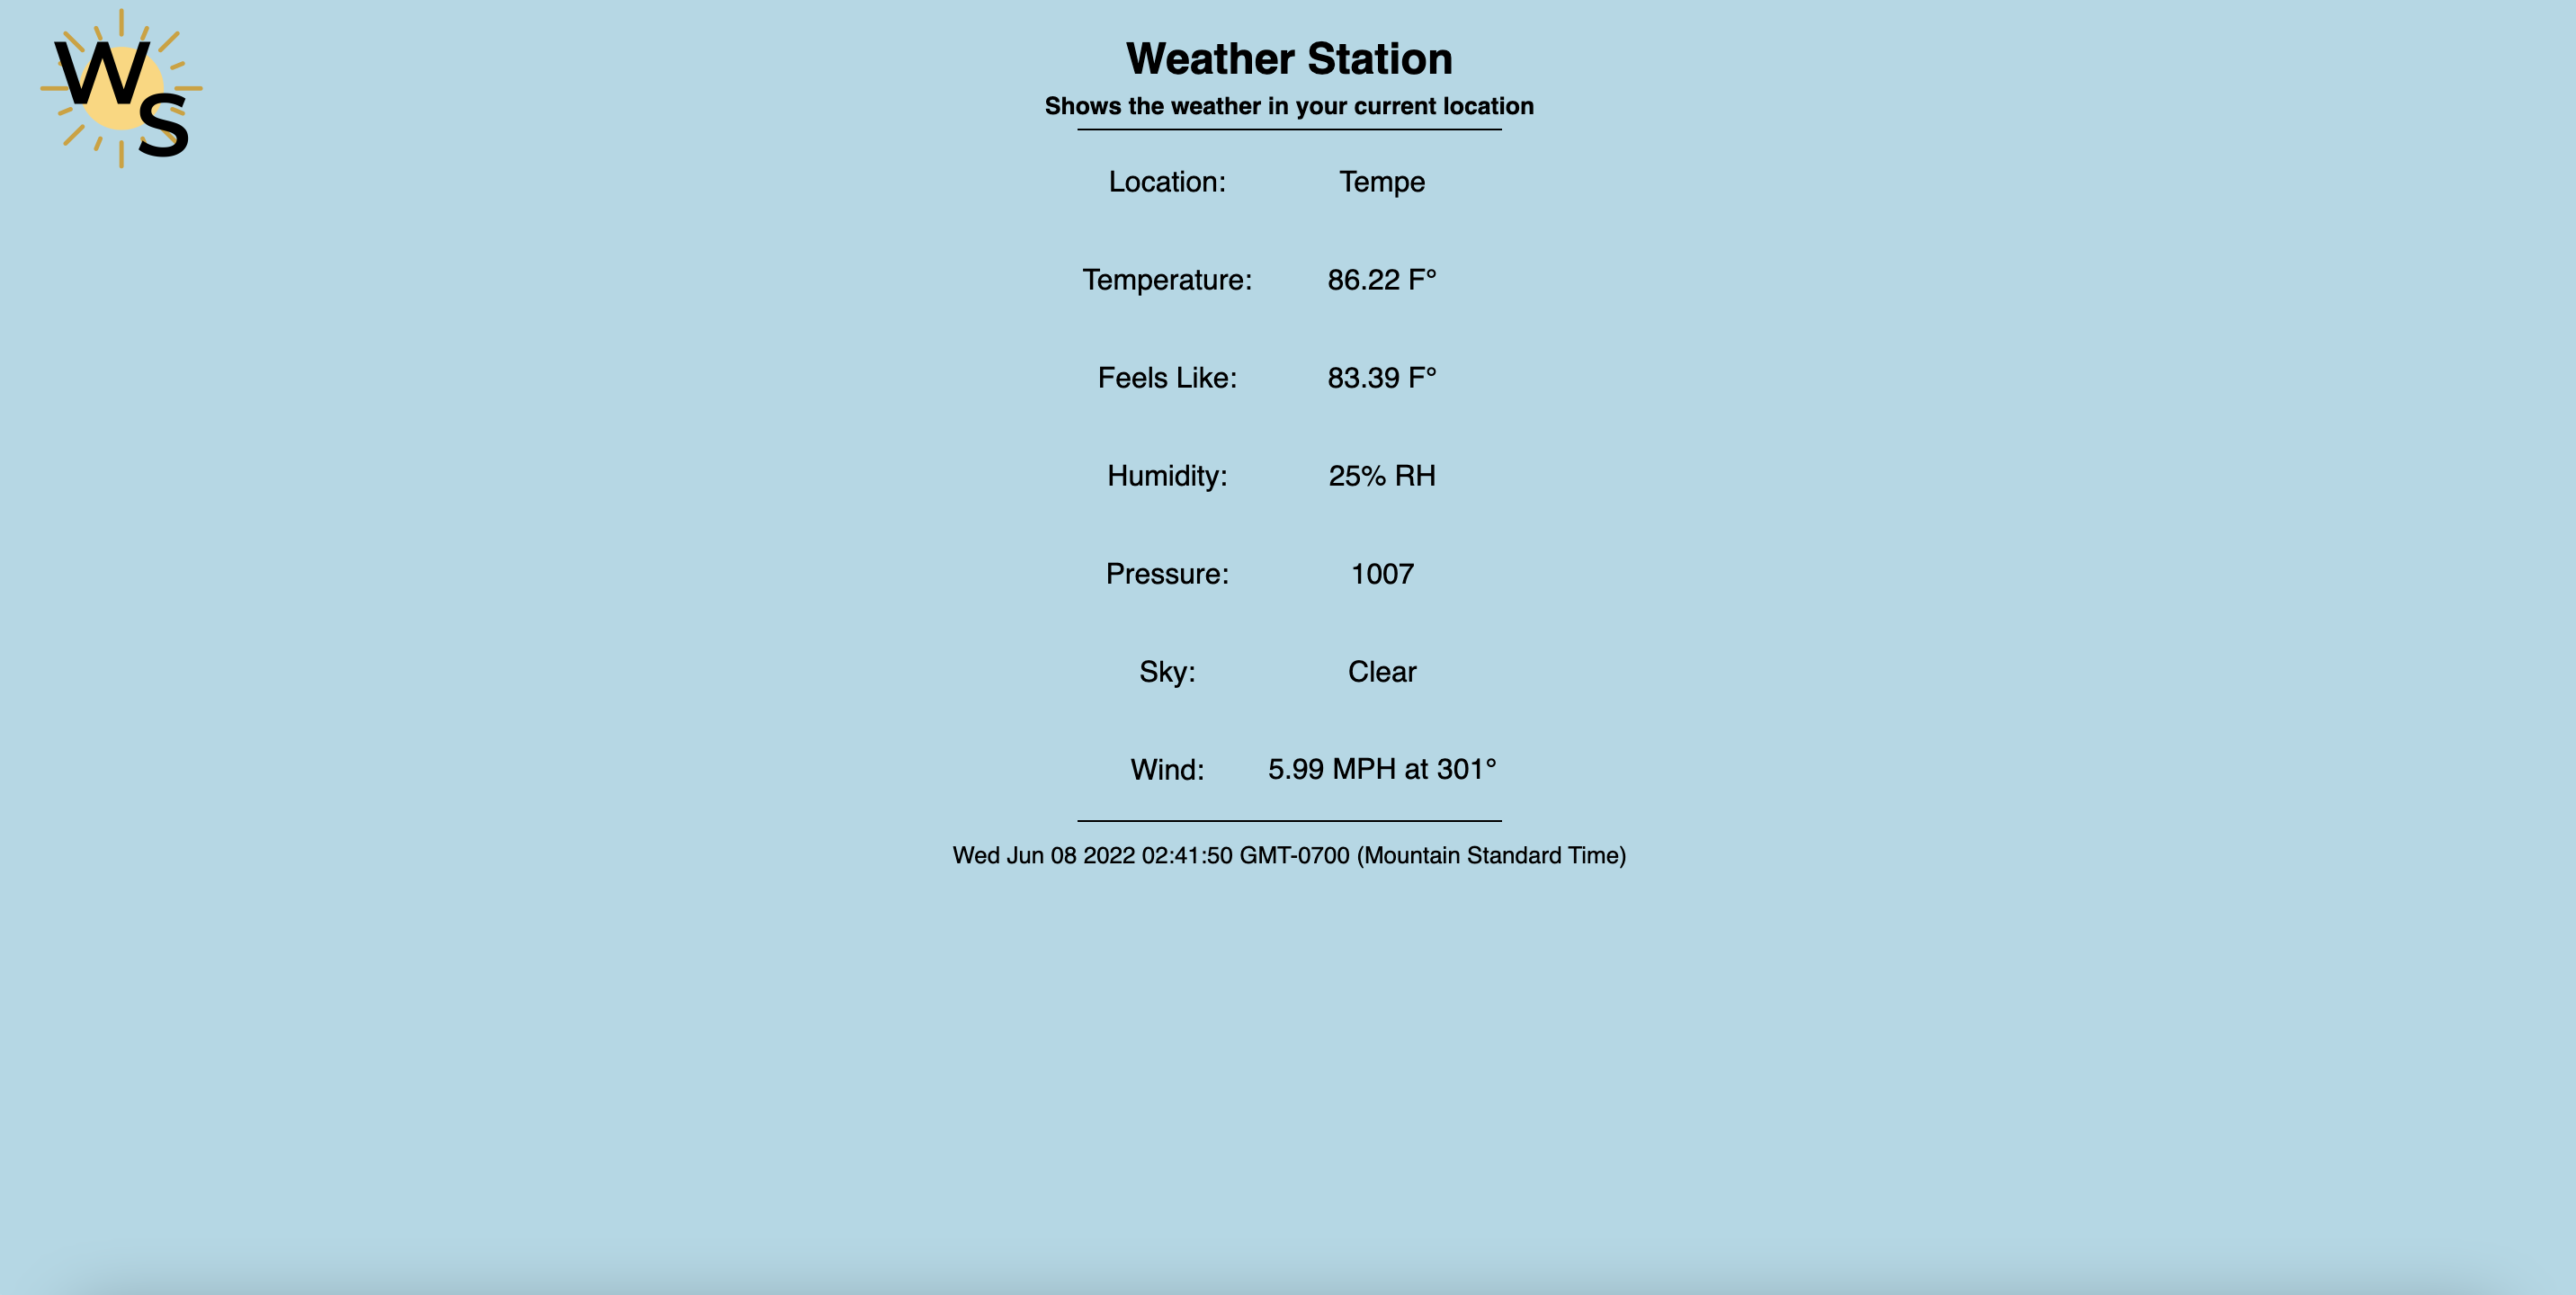 WS
Weather Station
Shows the weather in your current location
Location: Tempe
Temperature: 86.22 F°
Feels Like: 83.39 F°
Humidity: 25% RH
Pressure: 1007
Sky: Clear
Wind: 5.99 MPH at 301°
Wed Jun 08 2022 02:41:50 GMT-0700 (Mountain Standard Time)